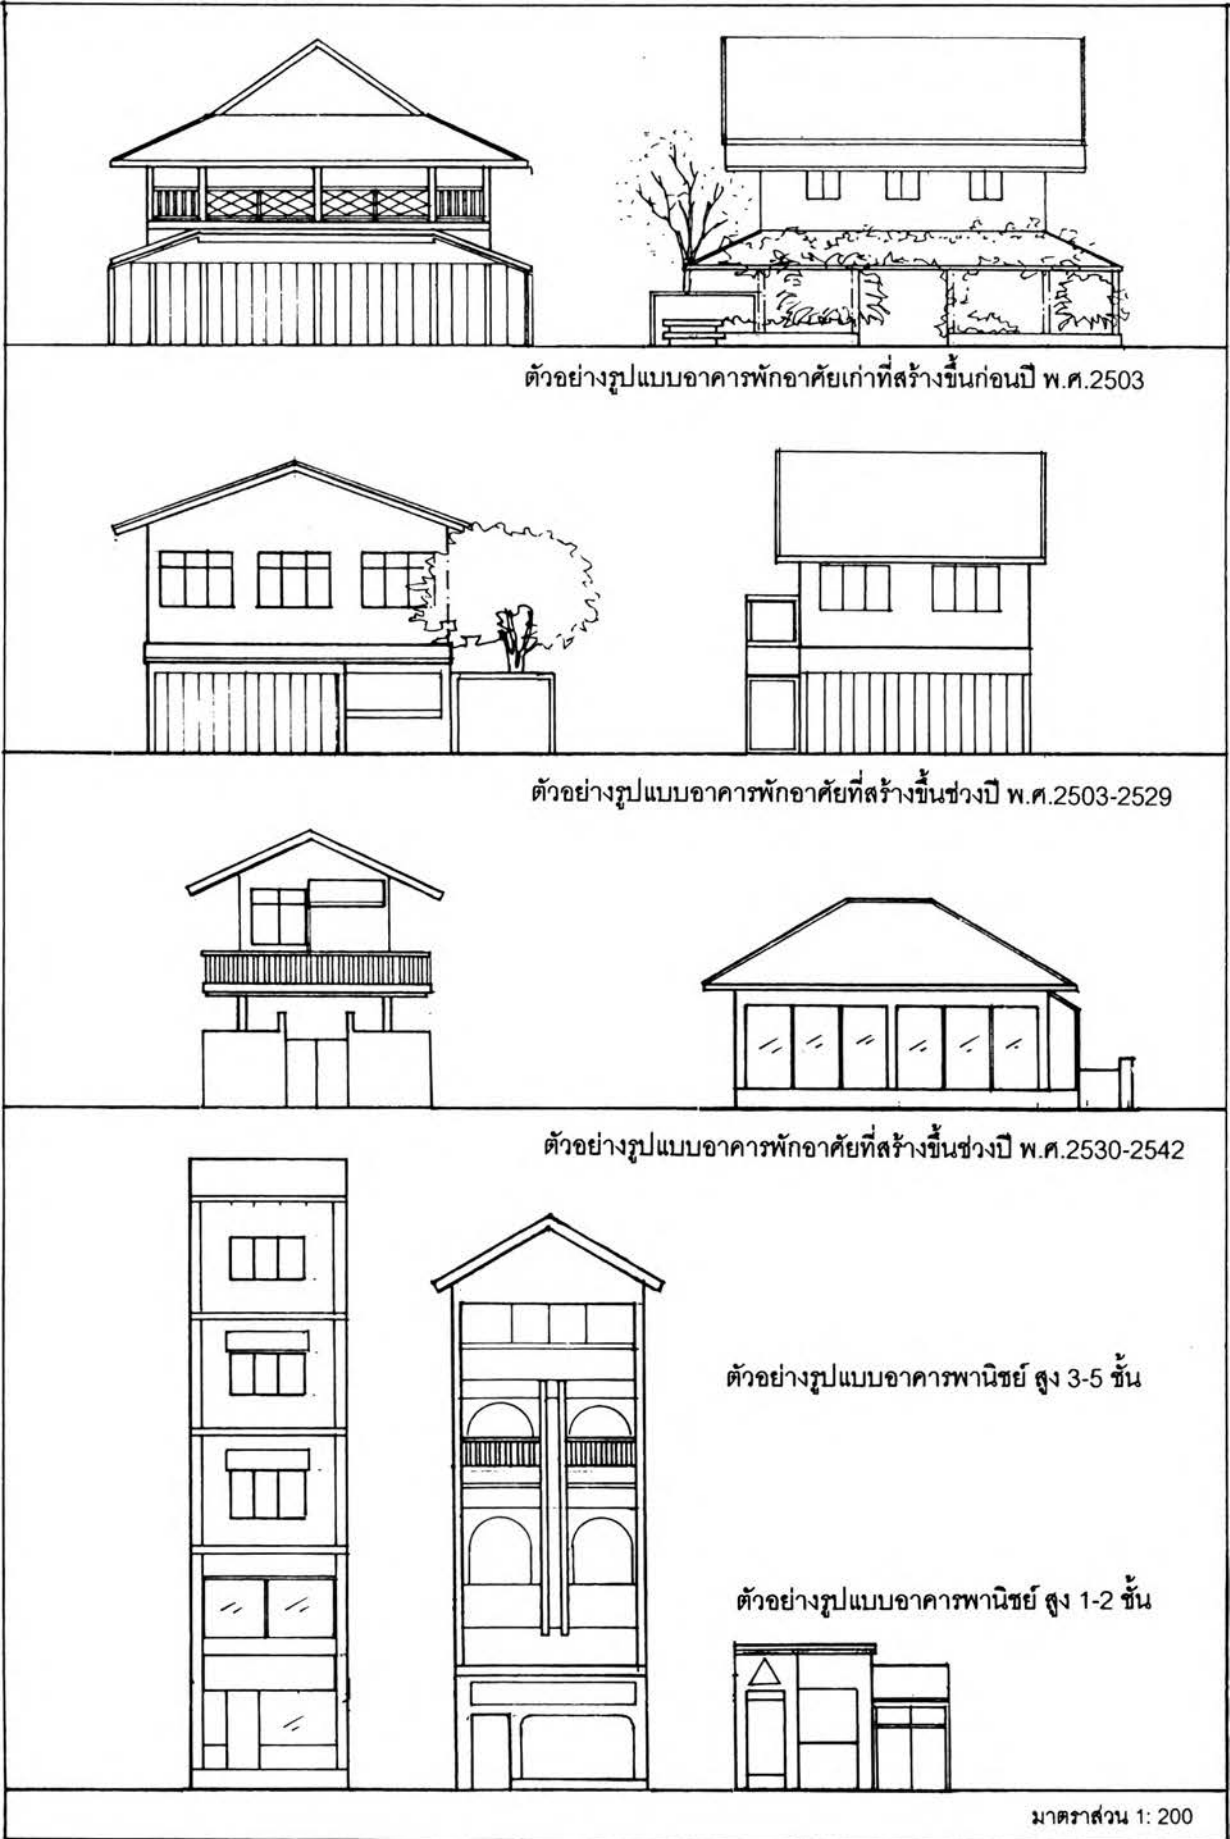 ตัวอย่างรูปแบบอาคารพักอาศัยเก่าที่สร้างขึ้นก่อนปี พ.ศ.2503
ตัวอย่างรูปแบบอาคารพักอาศัยที่สร้างขึ้นช่วงปี พ.ศ.2503-2529
ตัวอย่างรูปแบบอาคารพักอาศัยที่สร้างขึ้นช่วงปี พ.ศ.2530-2542
ตัวอย่างรูปแบบอาคารพานิชย์ สูง 3-5 ชั้น
ตัวอย่างรูปแบบอาคารพานิชย์ สูง 1-2 ชั้น
มาตราส่วน 1: 200